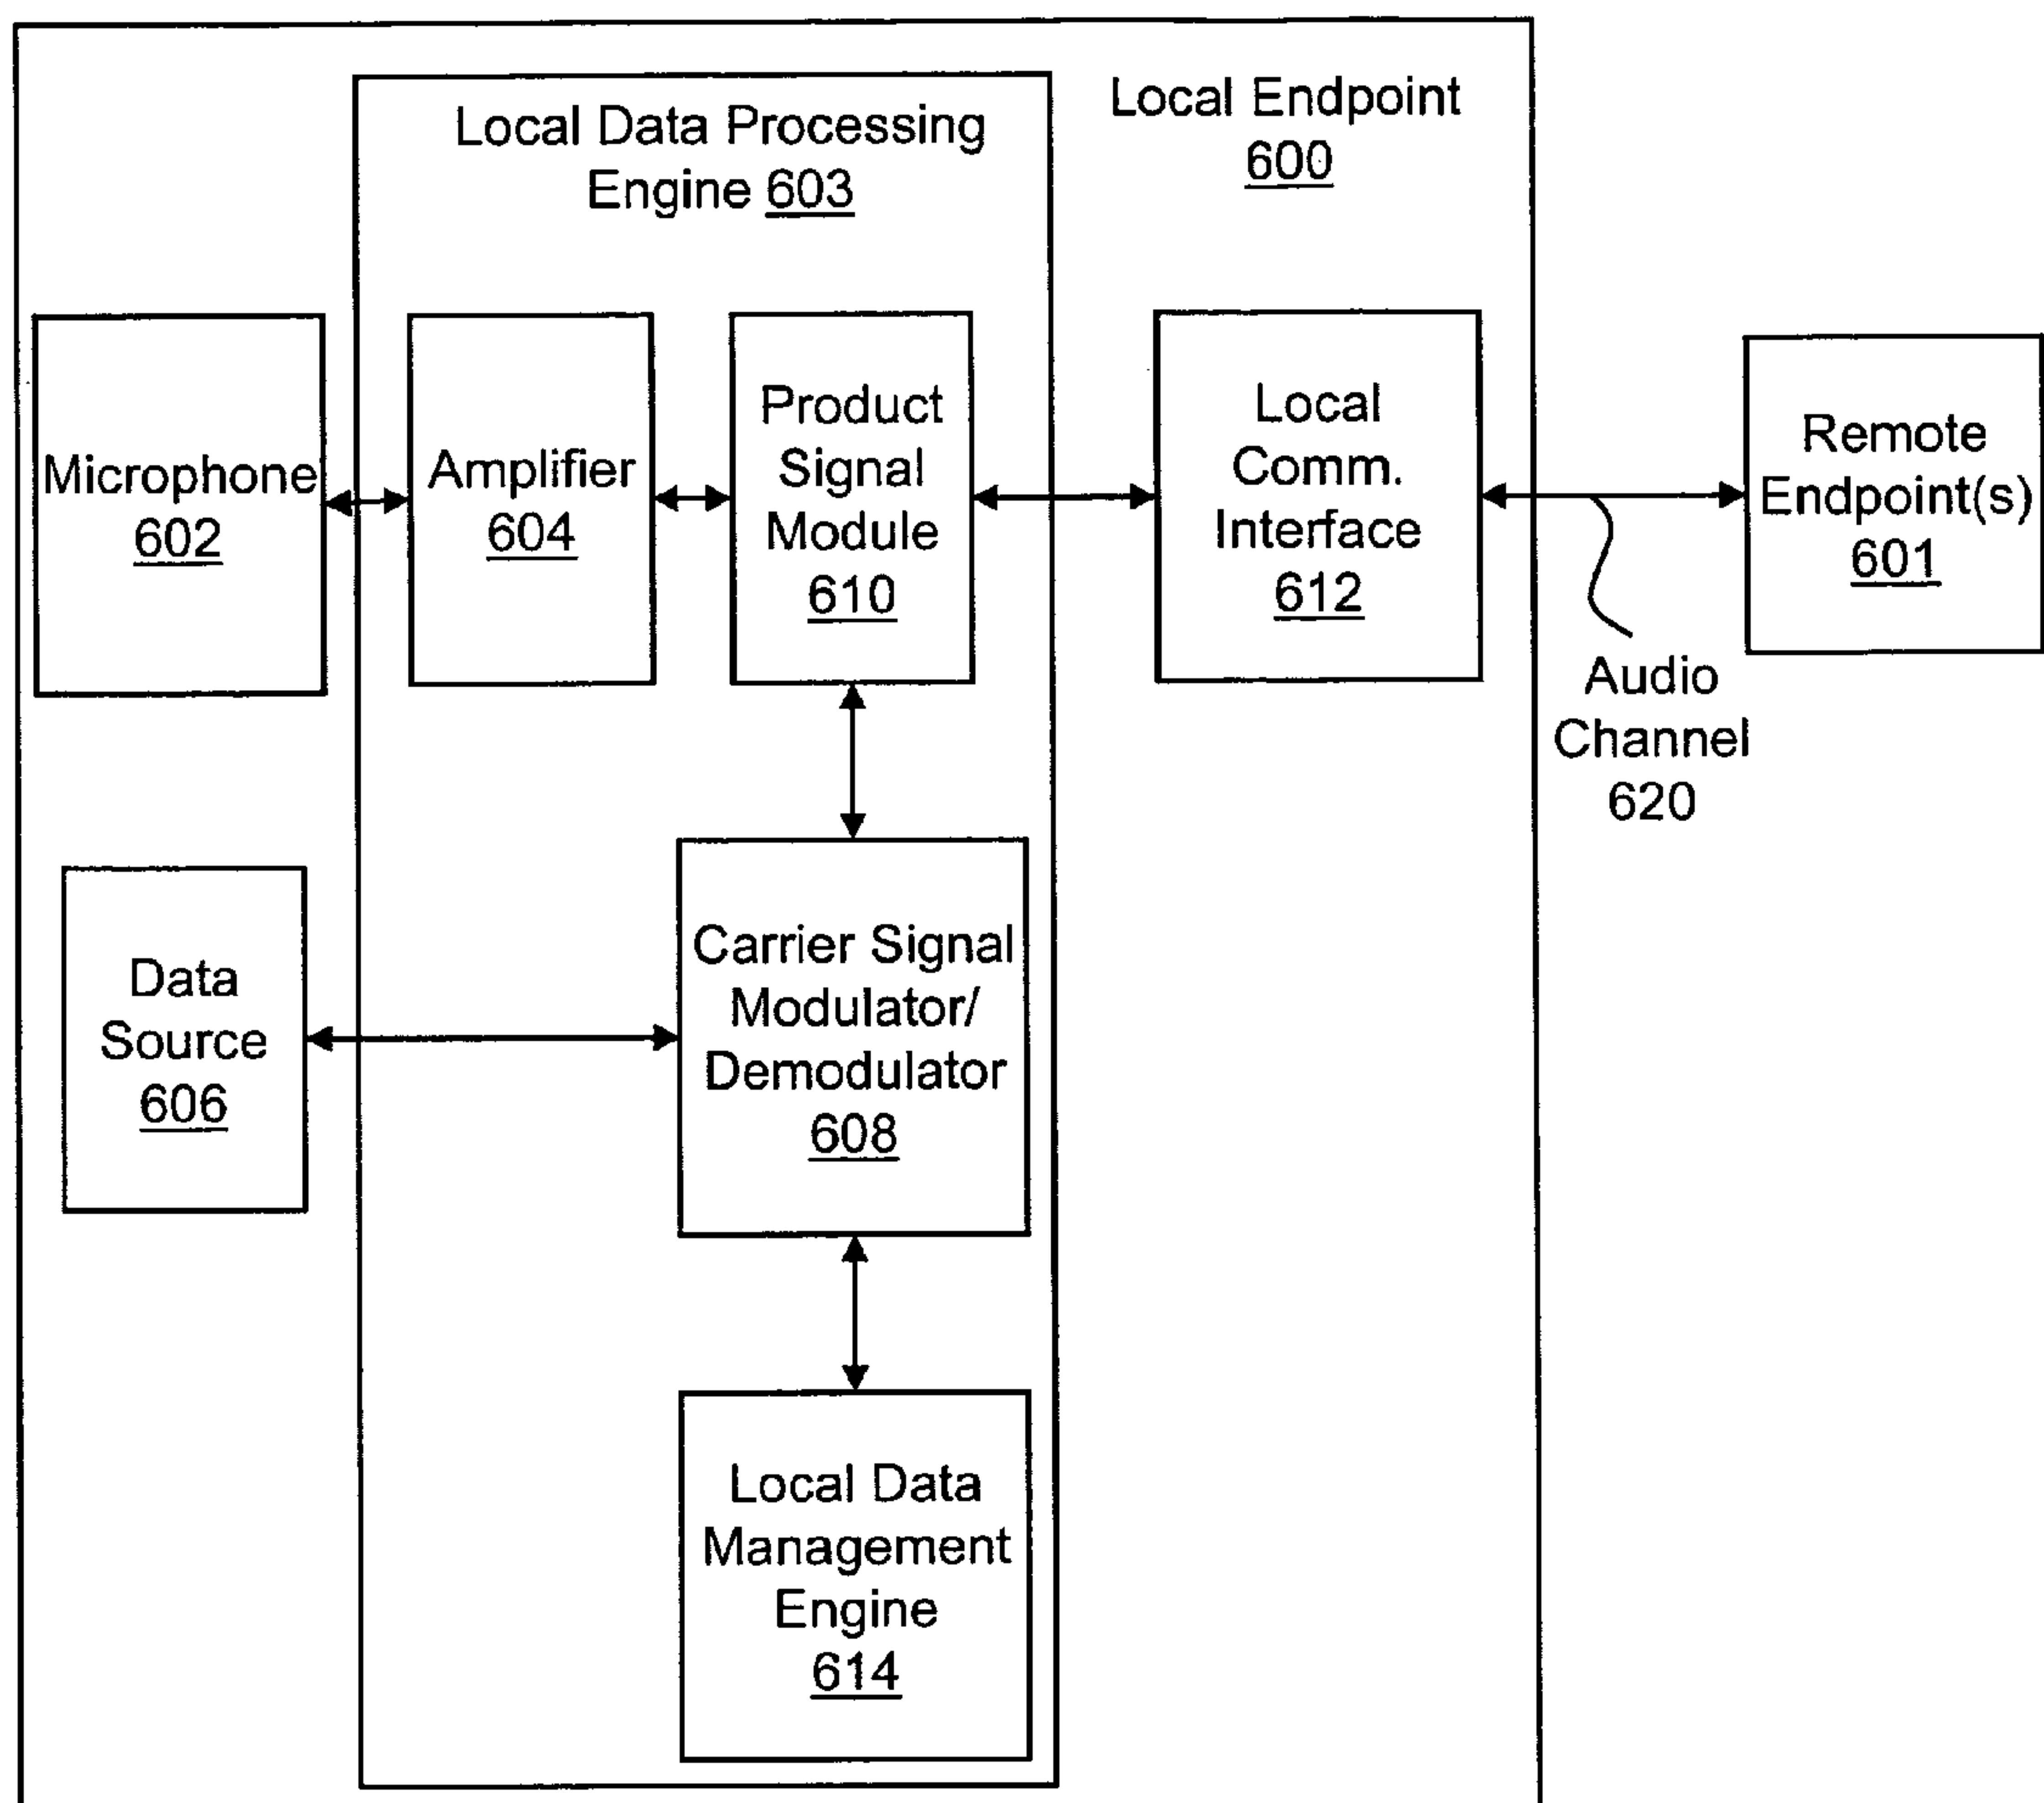 Local Data Processing
Engine 603
Local Endpoint
600
Microphone
602
Amplifier
604
Product
Signal
Module
610
Local
Comm.
Interface
612
Remote
Endpoint(s)
601
Audio
Channel
620
Data
Source
606
Carrier Signal
Modulator/
Demodulator
608
Local Data
Management
Engine
614